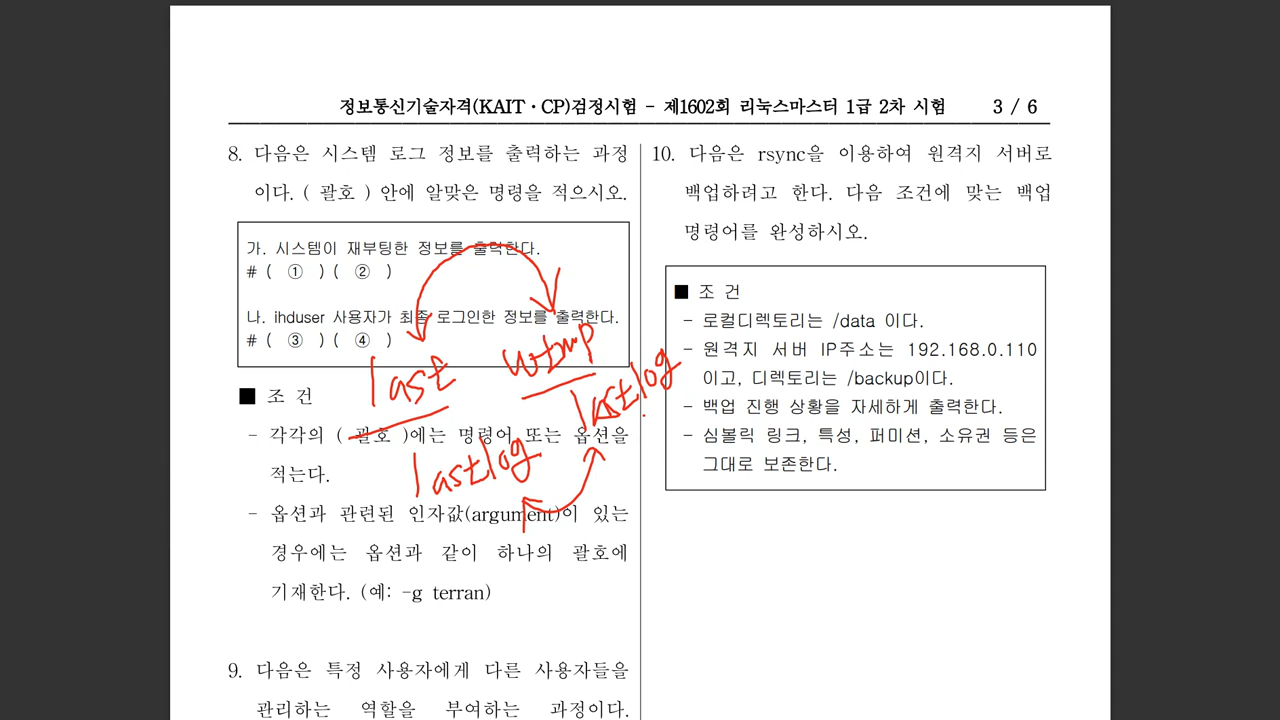 정보통신기술자격(KAIT·CP)검정시험 - 제1602회 리눅스마스터 1급 2차 시험 3 / 6
8. 다음은 시스템 로그 정보를 출력하는 과정
이다. ( 괄호 ) 안에 알맞은 명령을 적으시오.
가. 시스템이 재부팅한 정보를 출력한다.
# ( ① ) ( ② )
나. ihduser 사용자가 최종 로그인한 정보를 출력한다.
# ( ③ ) ( ④ )
last
wtmp
lastlog
lastlog
■ 조 건
- 각각의 ( 괄호 )에는 명령어 또는 옵션을
적는다.
- 옵션과 관련된 인자값(argument)이 있는
경우에는 옵션과 같이 하나의 괄호에
기재한다. (예: -g terran)
9. 다음은 특정 사용자에게 다른 사용자들을
관리하는 역할을 부여하는 과정이다.
10. 다음은 rsync을 이용하여 원격지 서버로
백업하려고 한다. 다음 조건에 맞는 백업
명령어를 완성하시오.
■ 조 건
- 로컬디렉토리는 /data 이다.
- 원격지 서버 IP주소는 192.168.0.110
이고, 디렉토리는 /backup이다.
- 백업 진행 상황을 자세하게 출력한다.
- 심볼릭 링크, 특성, 퍼미션, 소유권 등은
그대로 보존한다.